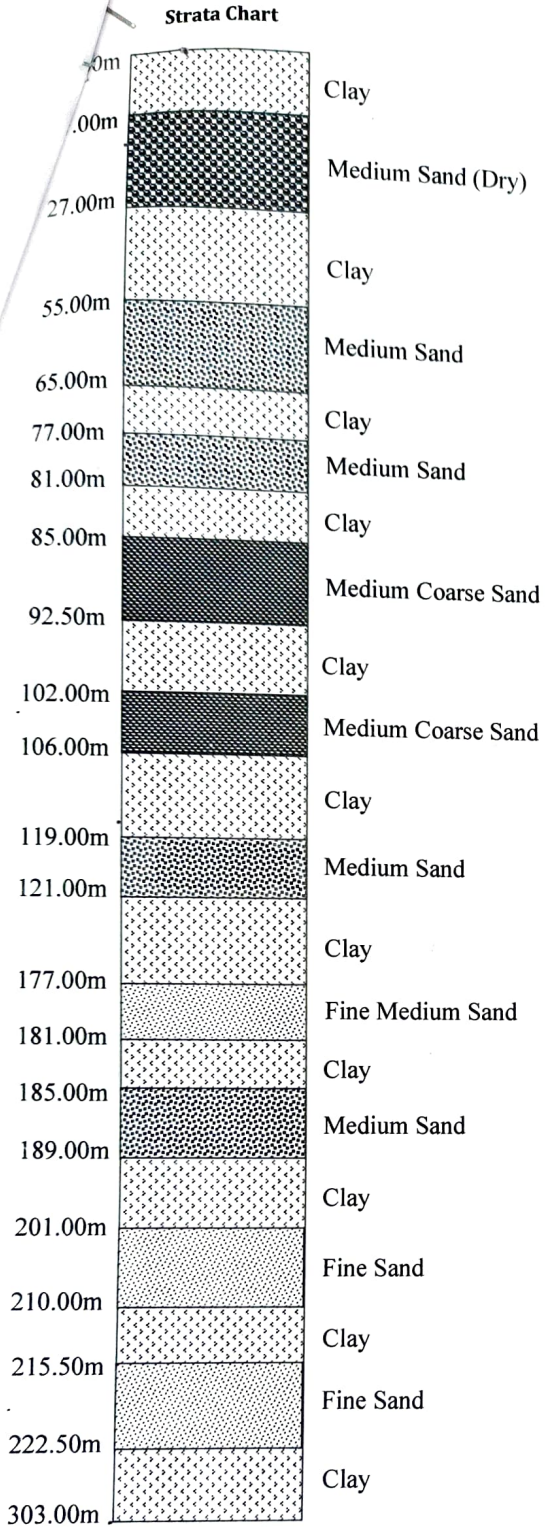 Strata Chart
0m
Clay
.00m
Medium Sand (Dry)
27.00m
Clay
55.00m
Medium Sand
65.00m
Clay
77.00m
Medium Sand
81.00m
Clay
85.00m
Medium Coarse Sand
92.50m
Clay
102.00m
Medium Coarse Sand
106.00m
Clay
119.00m
Medium Sand
121.00m
Clay
177.00m
Fine Medium Sand
181.00m
Clay
185.00m
Medium Sand
189.00m
Clay
201.00m
Fine Sand
210.00m
Clay
215.50m
Fine Sand
222.50m
Clay
303.00m